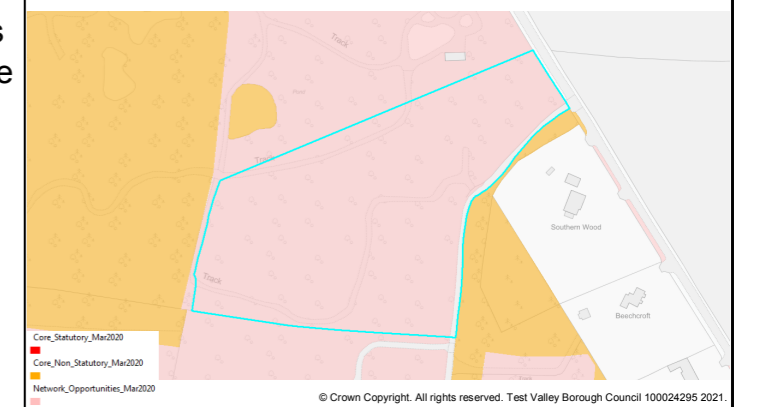 s
e
Track
Pond
Track
Track
Southern Wood
Beechcroft
Core_Statutory_Mar2020
Core_Non_Statutory_Mar2020
Network_Opportunities_Mar2020
© Crown Copyright. All rights reserved. Test Valley Borough Council 100024295 2021.